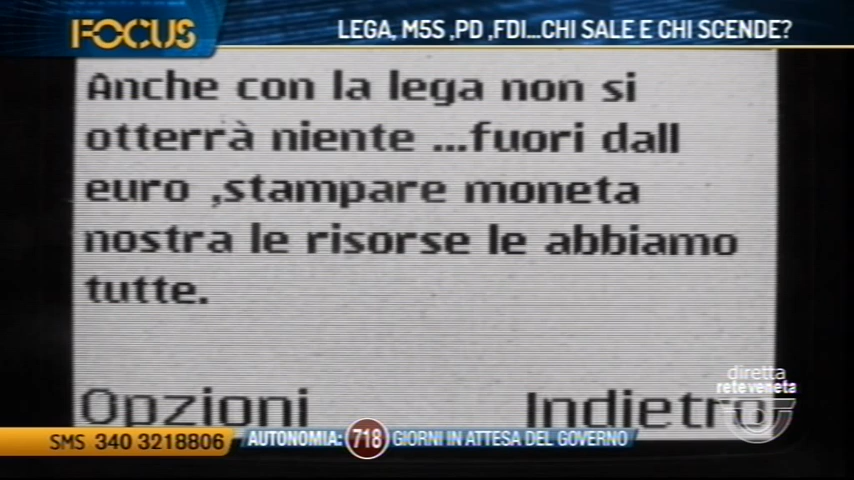 FOCUS
LEGA, M5S ,PD ,FDI...CHI SALE E CHI SCENDE?
Anche con la lega non si
otterrà niente ...fuori dall
euro ,stampare moneta
nostra le risorse le abbiamo
tutte.
Opzioni Indietro
diretta
reteveneta
SMS 340 3218806 AUTONOMIA: 718 GIORNI IN ATTESA DEL GOVERNO